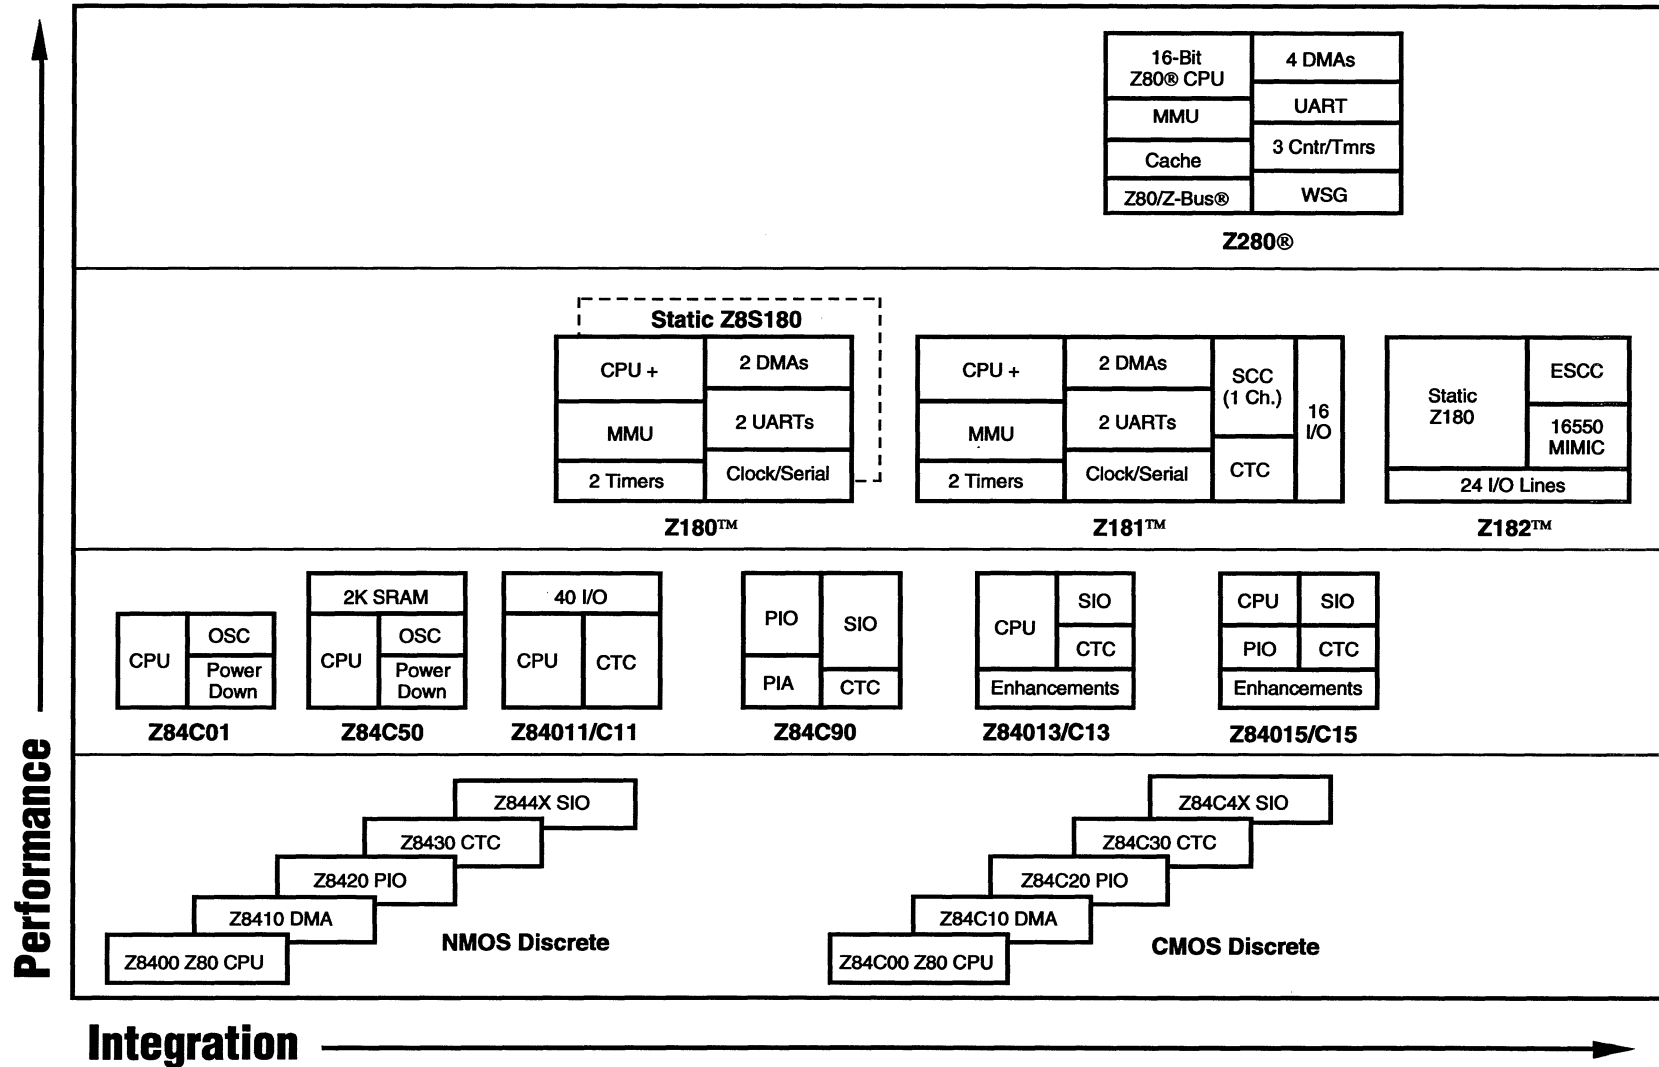 16-Bit
Z80® CPU
4 DMAs
MMU
UART
Cache
3 Cntr/Tmrs
Z80/Z-Bus®
WSG
Z280®
Static Z8S180
CPU +
2 DMAs
MMU
2 UARTs
2 Timers
Clock/Serial
Z180™
CPU +
2 DMAs
SCC
(1 Ch.)
16
I/O
MMU
2 UARTs
CTC
2 Timers
Clock/Serial
Z181™
Static
Z180
ESCC
16550
MIMIC
24 I/O Lines
Z182™
CPU
OSC
Power
Down
Z84C01
2K SRAM
CPU
OSC
Power
Down
Z84C50
40 I/O
CPU
CTC
Z84011/C11
PIO
SIO
PIA
CTC
Z84C90
CPU
SIO
CTC
Enhancements
Z84013/C13
CPU
SIO
PIO
CTC
Enhancements
Z84015/C15
Z844X SIO
Z8430 CTC
Z8420 PIO
Z8410 DMA
Z8400 Z80 CPU
NMOS Discrete
Z84C4X SIO
Z84C30 CTC
Z84C20 PIO
Z84C10 DMA
Z84C00 Z80 CPU
CMOS Discrete
Performance
Integration